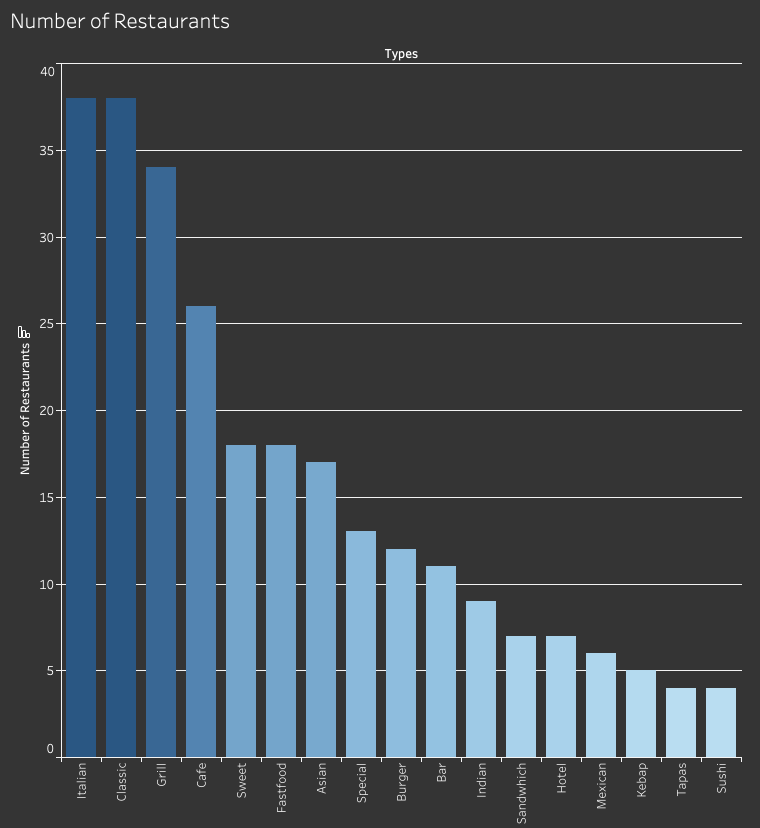 Number of Restaurants
Types
40
35
30
25
20
15
10
5
0
Number of Restaurants
Italian
Classic
Grill
Cafe
Sweet
Fastfood
Asian
Special
Burger
Bar
Indian
Sandwhich
Hotel
Mexican
Kebap
Tapas
Sushi